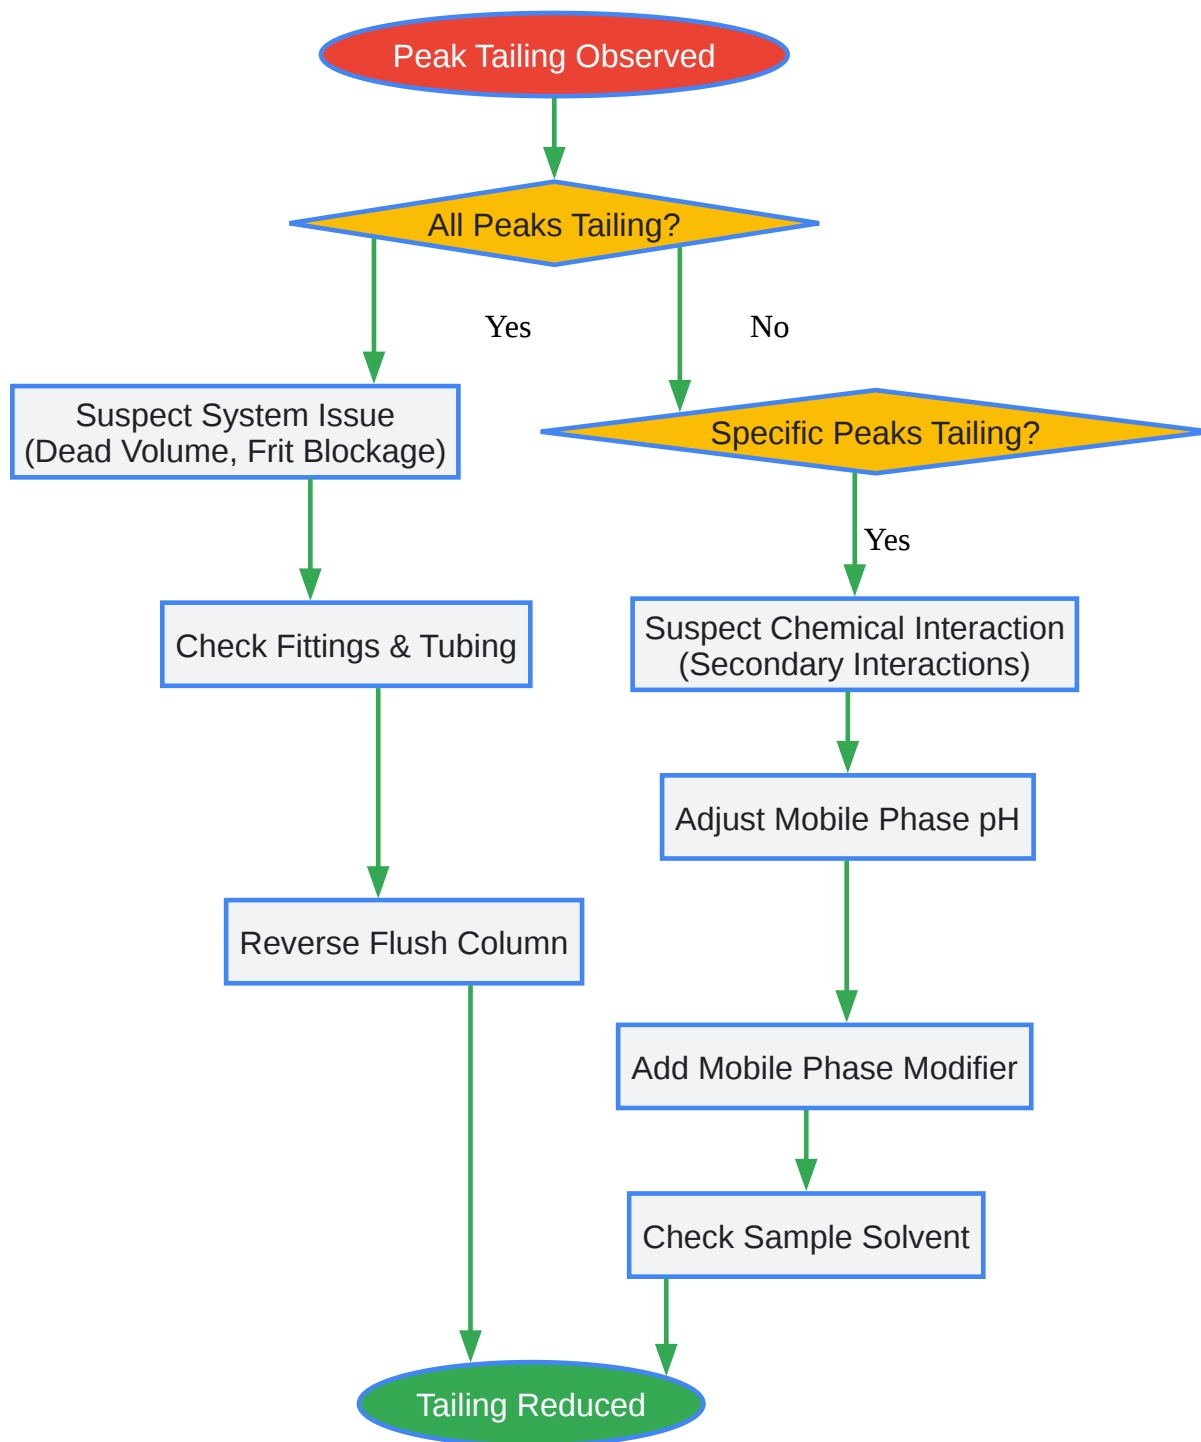 Peak Tailing Observed
All Peaks Tailing?
Yes
No
Suspect System Issue
(Dead Volume, Frit Blockage)
Specific Peaks Tailing?
Yes
Check Fittings & Tubing
Suspect Chemical Interaction
(Secondary Interactions)
Adjust Mobile Phase pH
Reverse Flush Column
Add Mobile Phase Modifier
Check Sample Solvent
Tailing Reduced